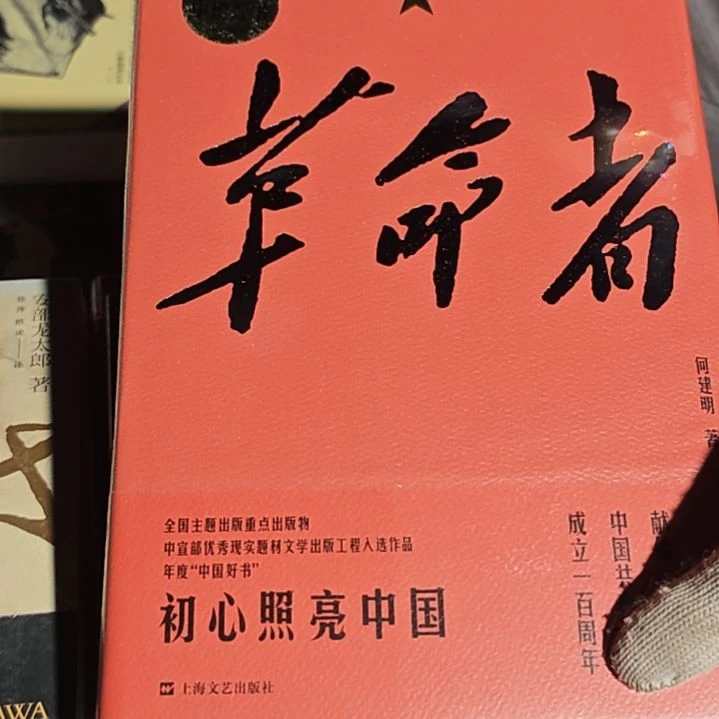 革命者
何建明 著
全国主题出版重点出版物
中宣部优秀现实题材文学出版工程入选作品
年度“中国好书”
初心照亮中国
上海文艺出版社
献
中国共
成立一百周年
安部龙太郎 著
译
AWA